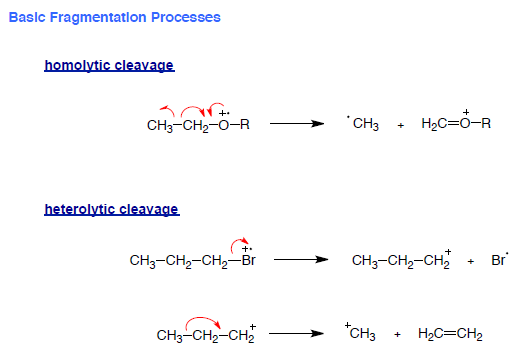 Basic Fragmentation Processes
homolytic cleavage
CH₃–CH₂–O⁺•–R → •CH₃ + H₂C=O⁺–R
heterolytic cleavage
CH₃–CH₂–CH₂–Br⁺• → CH₃–CH₂–CH₂⁺ + Br•
CH₃–CH₂–CH₂⁺ → ⁺CH₃ + H₂C=CH₂